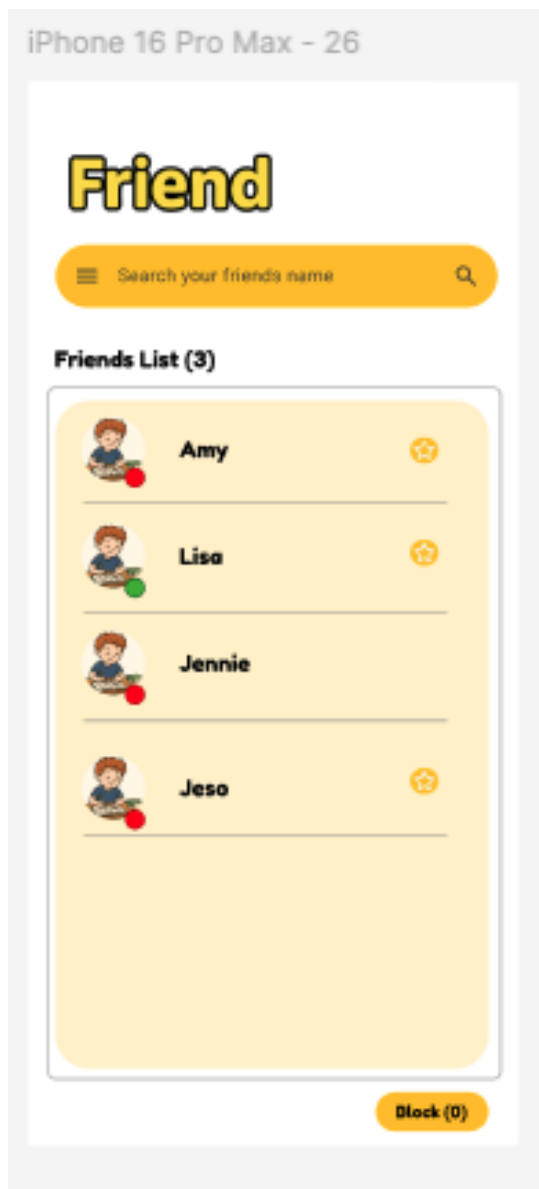 iPhone 16 Pro Max - 26
Friend
Search your friends name
Friends List (3)
Amy
Lisa
Jennie
Jeso
Block (0)